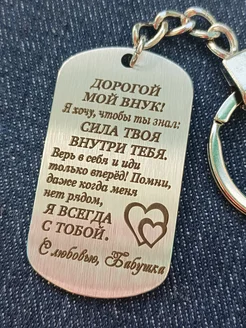 ДОРОГОЙ
МОЙ ВНУК!
Я хочу, чтобы ты знал:
СИЛА ТВОЯ
ВНУТРИ ТЕБЯ.
Верь в себя и иди
только вперёд! Помни,
даже когда меня
нет рядом,
Я ВСЕГДА
С ТОБОЙ.
С любовью, Бабушка